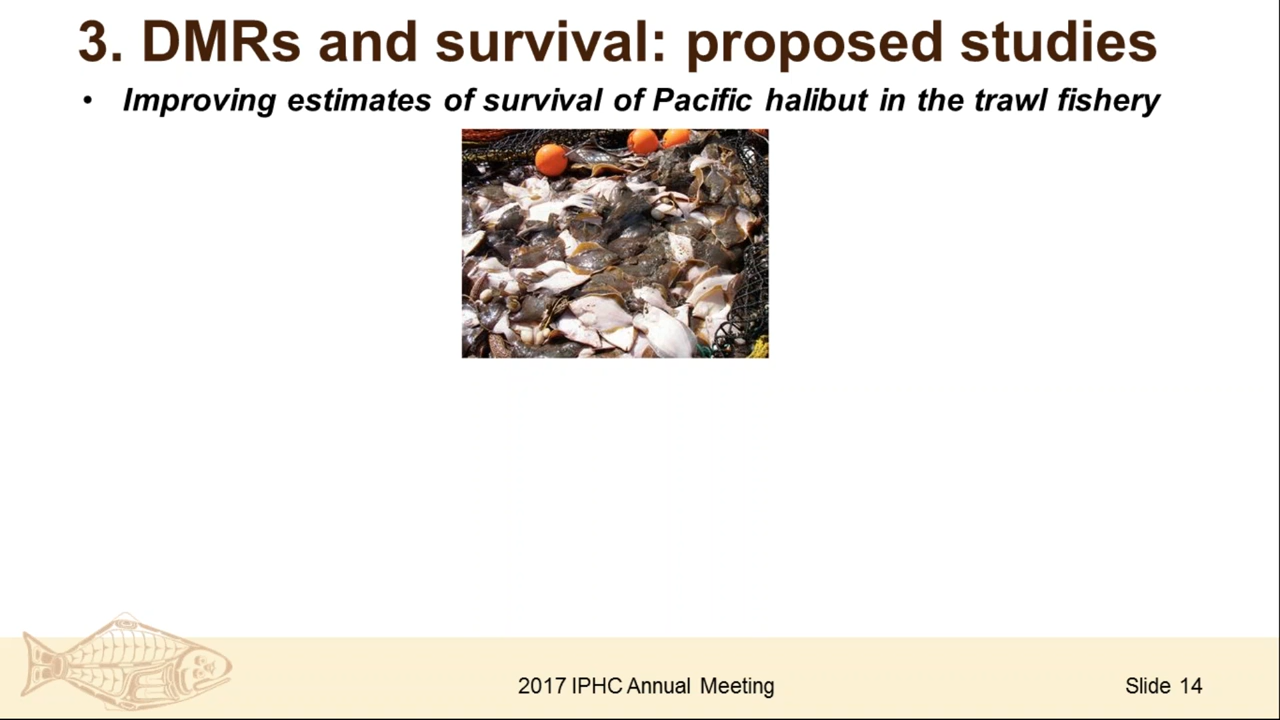 3. DMRs and survival: proposed studies
• Improving estimates of survival of Pacific halibut in the trawl fishery
2017 IPHC Annual Meeting
Slide 14